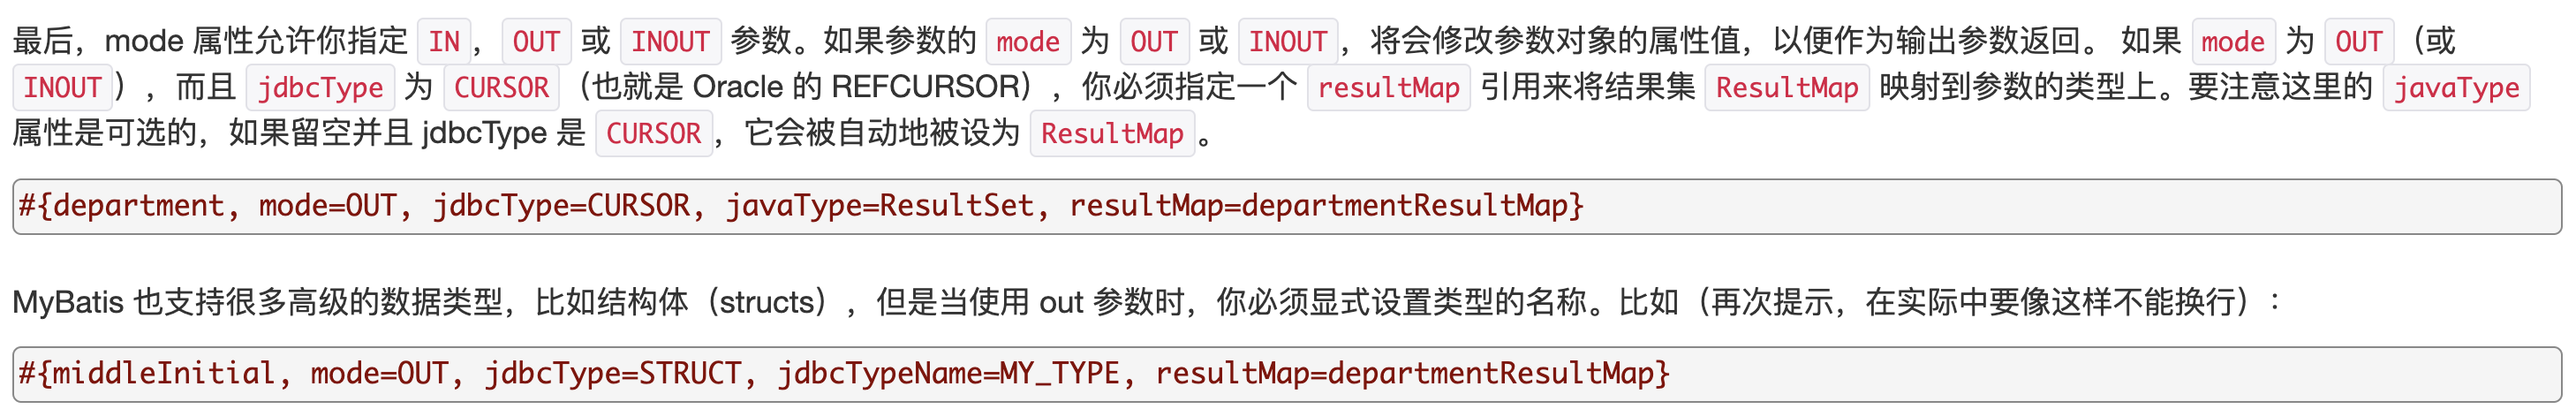 最后，mode 属性允许你指定 IN，OUT 或 INOUT 参数。如果参数的 mode 为 OUT 或 INOUT，将会修改参数对象的属性值，以便作为输出参数返回。 如果 mode 为 OUT（或
INOUT），而且 jdbcType 为 CURSOR（也就是 Oracle 的 REFCURSOR），你必须指定一个 resultMap 引用来将结果集 ResultMap 映射到参数的类型上。要注意这里的 javaType
属性是可选的，如果留空并且 jdbcType 是 CURSOR，它会被自动地被设为 ResultMap。
#{department, mode=OUT, jdbcType=CURSOR, javaType=ResultSet, resultMap=departmentResultMap}
MyBatis 也支持很多高级的数据类型，比如结构体（structs），但是当使用 out 参数时，你必须显式设置类型的名称。比如（再次提示，在实际中要像这样不能换行）：
#{middleInitial, mode=OUT, jdbcType=STRUCT, jdbcTypeName=MY_TYPE, resultMap=departmentResultMap}